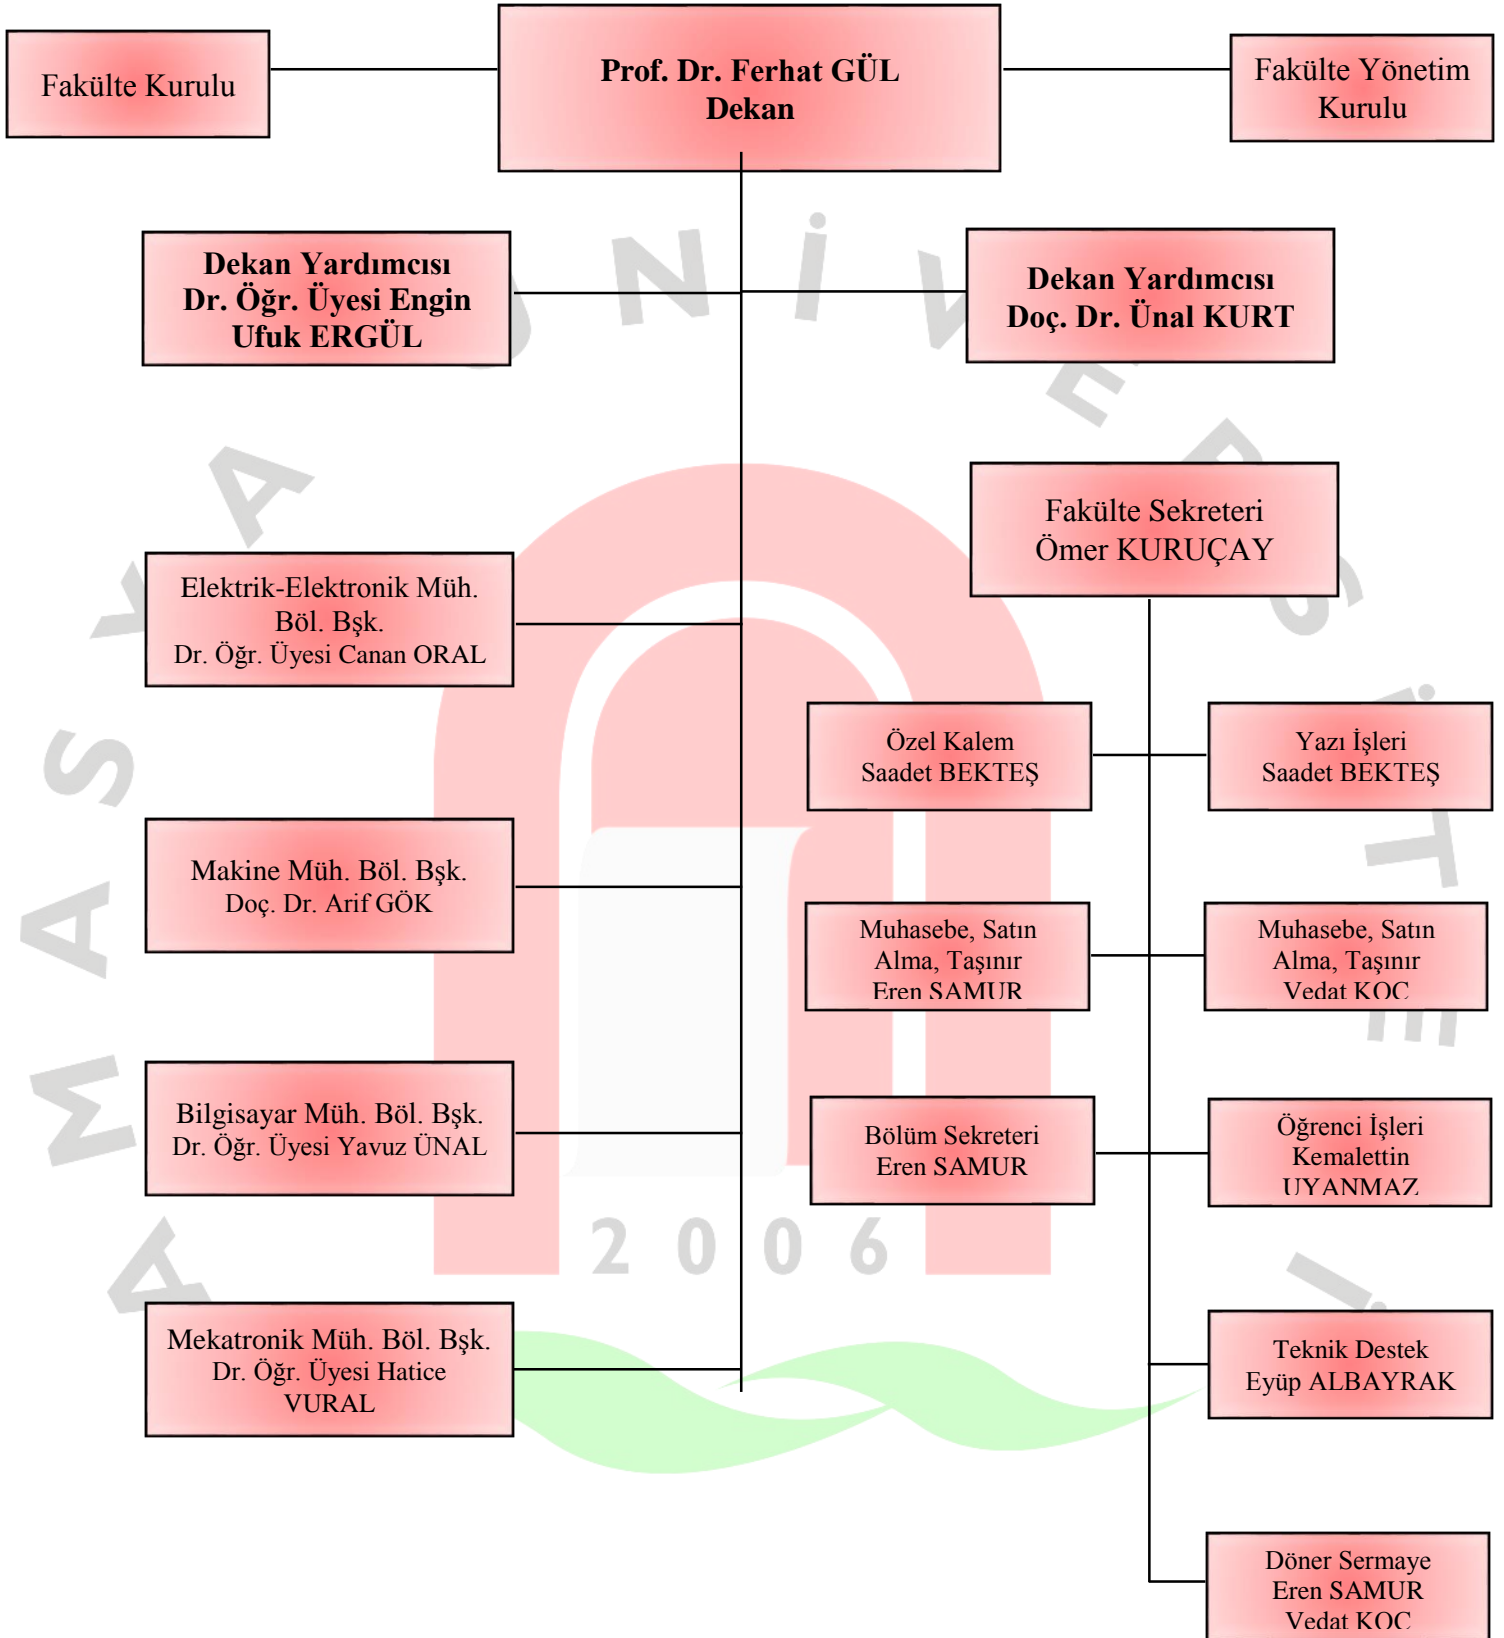 Fakülte Kurulu
Prof. Dr. Ferhat GÜL
Dekan
Fakülte Yönetim
Kurulu
Dekan Yardımcısı
Dr. Öğr. Üyesi Engin
Ufuk ERGÜL
Dekan Yardımcısı
Doç. Dr. Ünal KURT
Fakülte Sekreteri
Ömer KURUÇAY
Elektrik-Elektronik Müh.
Böl. Bşk.
Dr. Öğr. Üyesi Canan ORAL
Özel Kalem
Saadet BEKTEŞ
Yazı İşleri
Saadet BEKTEŞ
Makine Müh. Böl. Bşk.
Doç. Dr. Arif GÖK
Muhasebe, Satın
Alma, Taşınır
Eren SAMUR
Muhasebe, Satın
Alma, Taşınır
Vedat KOÇ
Bilgisayar Müh. Böl. Bşk.
Dr. Öğr. Üyesi Yavuz ÜNAL
Bölüm Sekreteri
Eren SAMUR
Öğrenci İşleri
Kemalettin
UYANMAZ
Mekatronik Müh. Böl. Bşk.
Dr. Öğr. Üyesi Hatice
VURAL
Teknik Destek
Eyüp ALBAYRAK
Döner Sermaye
Eren SAMUR
Vedat KOÇ
AMASYA ÜNİVERSİTESİ
2006